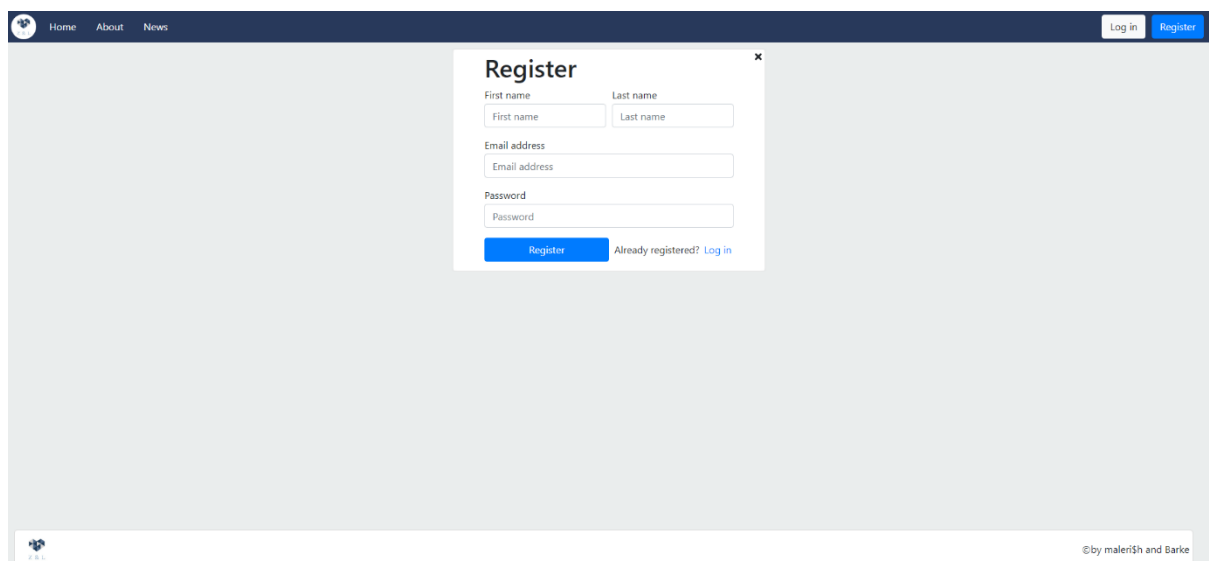 Home About News Log in Register
Register
First name Last name
First name Last name
Email address
Email address
Password
Password
Register Already registered? Log in
©by maleri$h and Barke